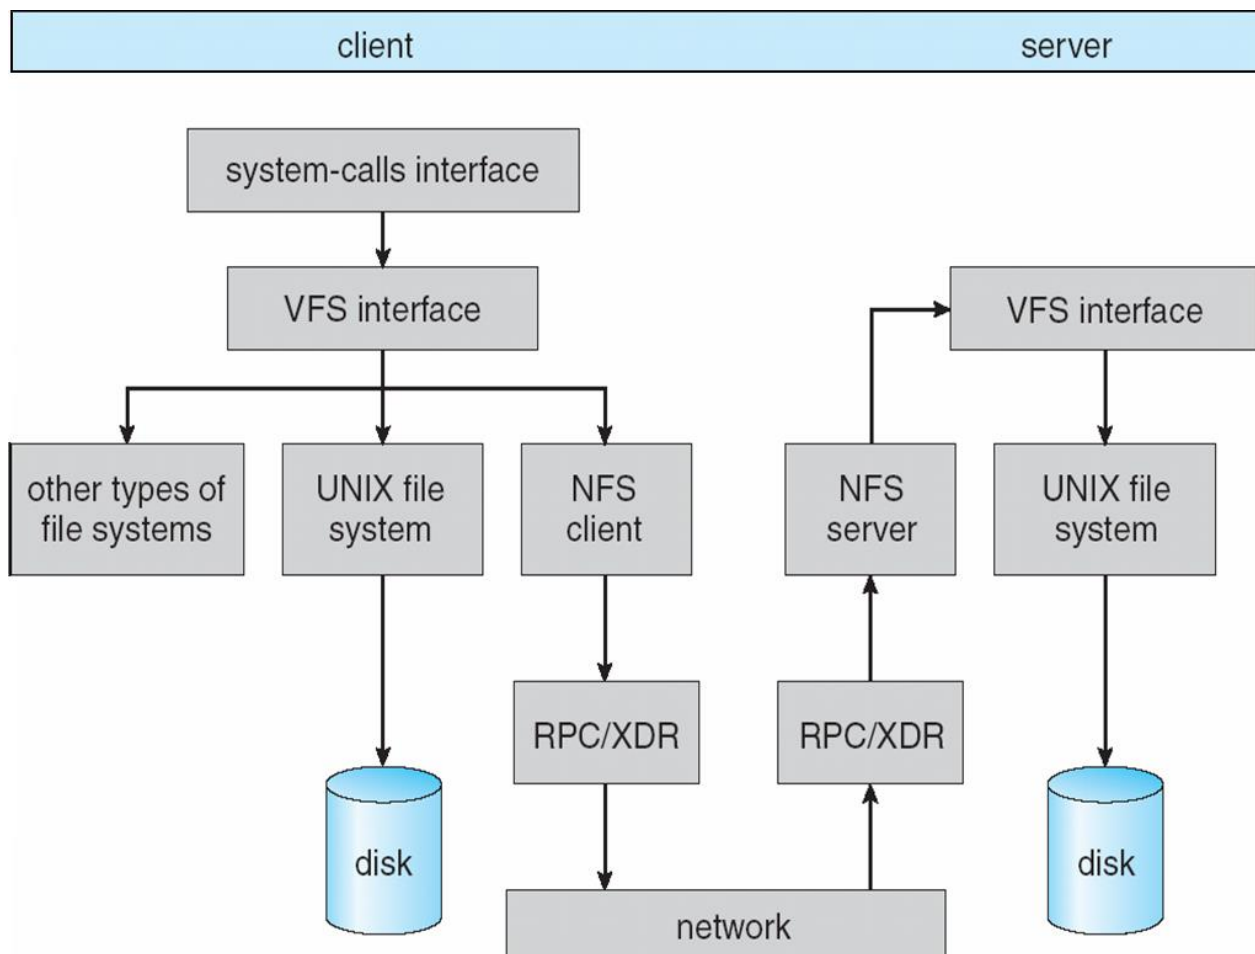 client
server
system-calls interface
VFS interface
VFS interface
other types of
file systems
UNIX file
system
NFS
client
NFS
server
UNIX file
system
RPC/XDR
RPC/XDR
disk
disk
network